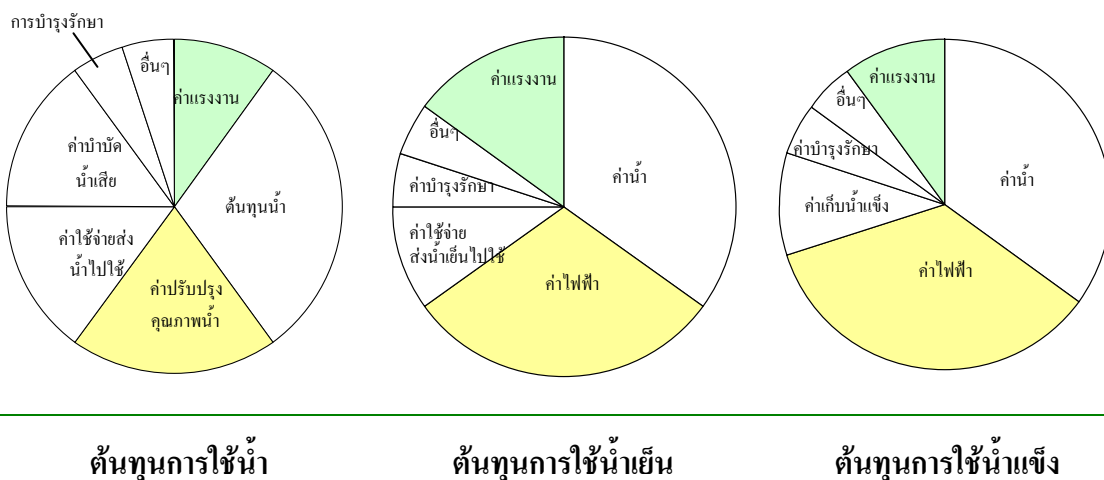 การบำรุงรักษา
อื่นๆ
ค่าแรงงาน
ค่าบำบัด
น้ำเสีย
ต้นทุนน้ำ
ค่าใช้จ่ายส่ง
น้ำไปใช้
ค่าปรับปรุง
คุณภาพน้ำ
ค่าแรงงาน
อื่นๆ
ค่าน้ำ
ค่าบำรุงรักษา
ค่าใช้จ่าย
ส่งน้ำเย็นไปใช้
ค่าไฟฟ้า
ค่าแรงงาน
อื่นๆ
ค่าบำรุงรักษา
ค่าน้ำ
ค่าเก็บน้ำแข็ง
ค่าไฟฟ้า
ต้นทุนการใช้น้ำ
ต้นทุนการใช้น้ำเย็น
ต้นทุนการใช้น้ำแข็ง